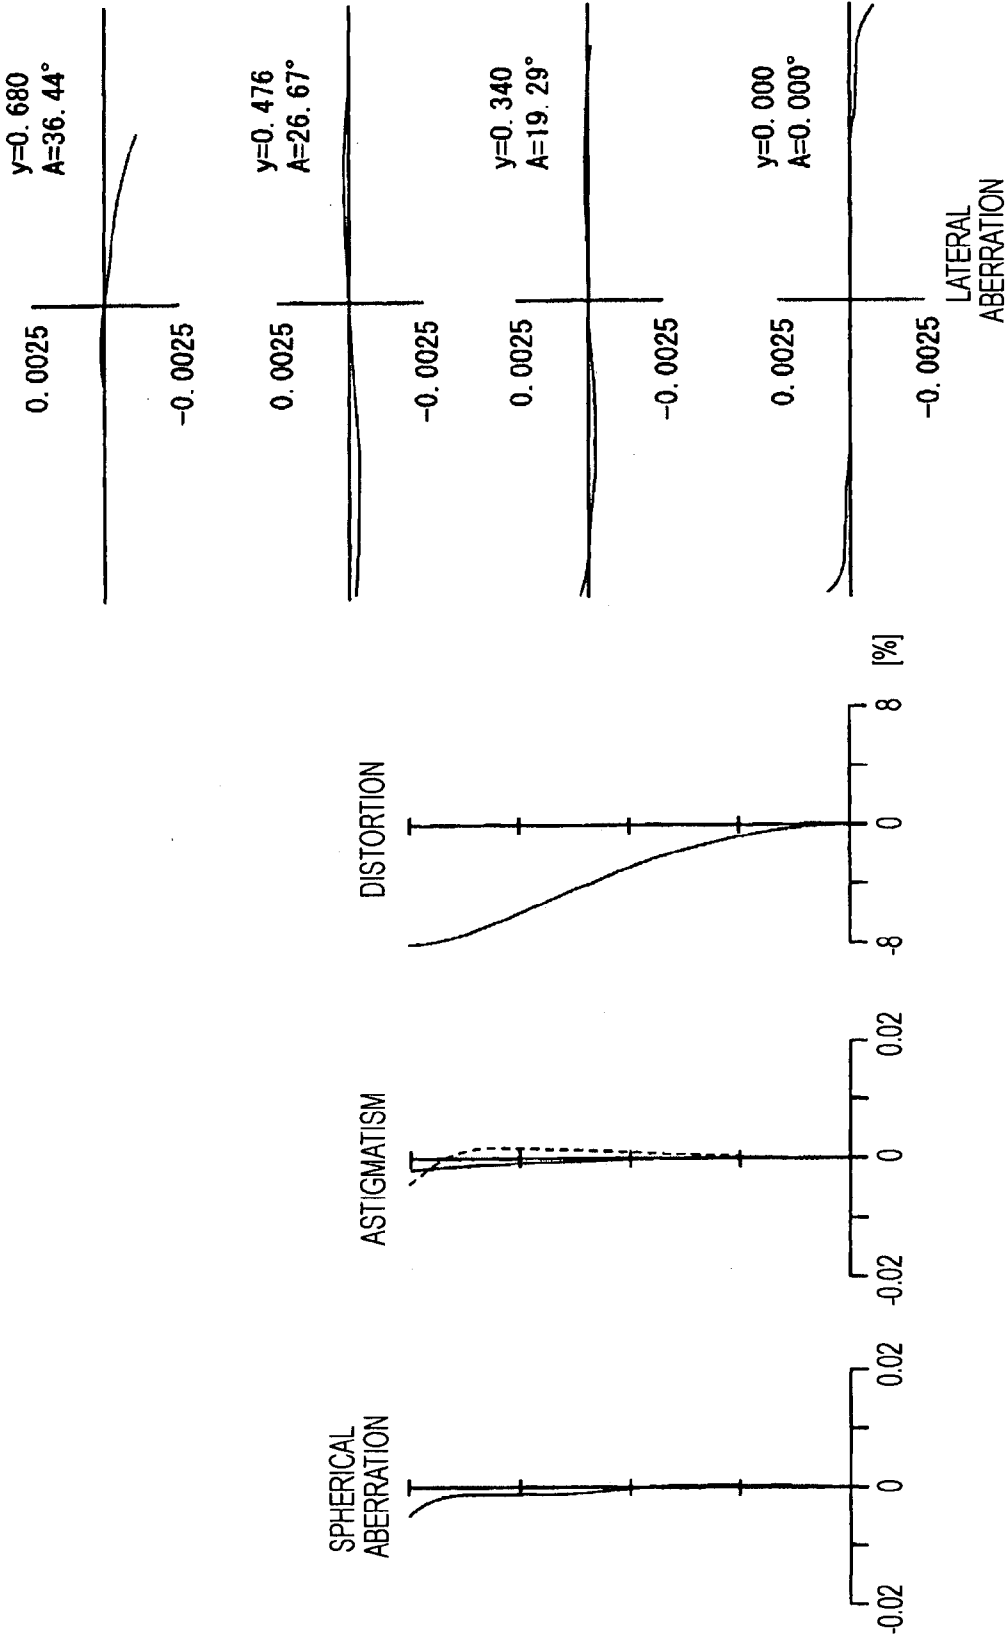 SPHERICAL
ABERRATION
0.02
0
-0.02
ASTIGMATISM
0.02
0
-0.02
DISTORTION
8
0
-8
[%]
y=0.680
A=36.44°
0.0025
-0.0025
y=0.476
A=26.67°
0.0025
-0.0025
y=0.340
A=19.29°
0.0025
-0.0025
y=0.000
A=0.000°
0.0025
-0.0025
LATERAL
ABERRATION